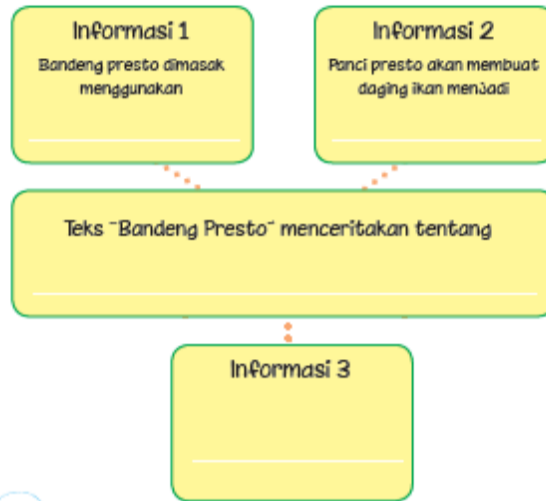 Informasi 1
Bandeng presto dimasak
menggunakan
Informasi 2
Panci presto akan membuat
daging ikan menjadi
Teks "Bandeng Presto" menceritakan tentang
Informasi 3